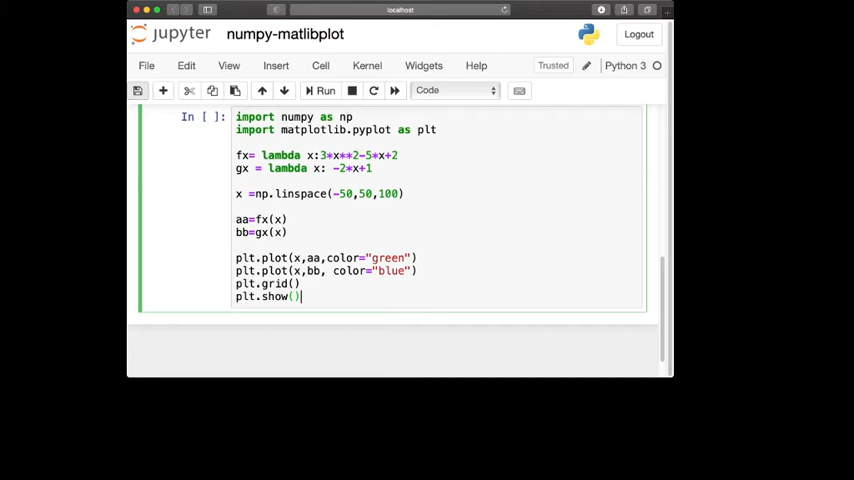 localhost
jupyter numpy-matlibplot Logout
File Edit View Insert Cell Kernel Widgets Help Trusted Python 3
Run Code
In [ ]: import numpy as np
import matplotlib.pyplot as plt
fx= lambda x:3*x**2-5*x+2
gx = lambda x: -2*x+1
x =np.linspace(-50,50,100)
aa=fx(x)
bb=gx(x)
plt.plot(x,aa,color="green")
plt.plot(x,bb, color="blue")
plt.grid()
plt.show()